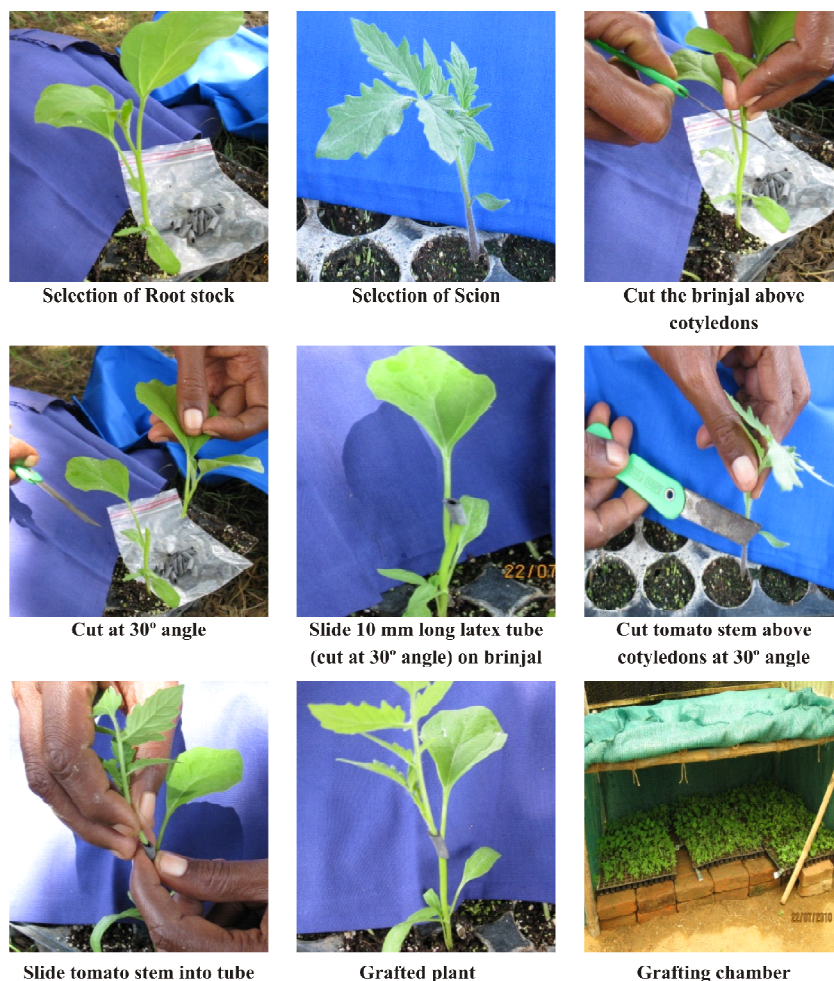 Selection of Root stock
Selection of Scion
Cut the brinjal above
cotyledons
Cut at 30º angle
Slide 10 mm long latex tube
(cut at 30º angle) on brinjal
22/07
Cut tomato stem above
cotyledons at 30º angle
Slide tomato stem into tube
Grafted plant
Grafting chamber
22/07/2010